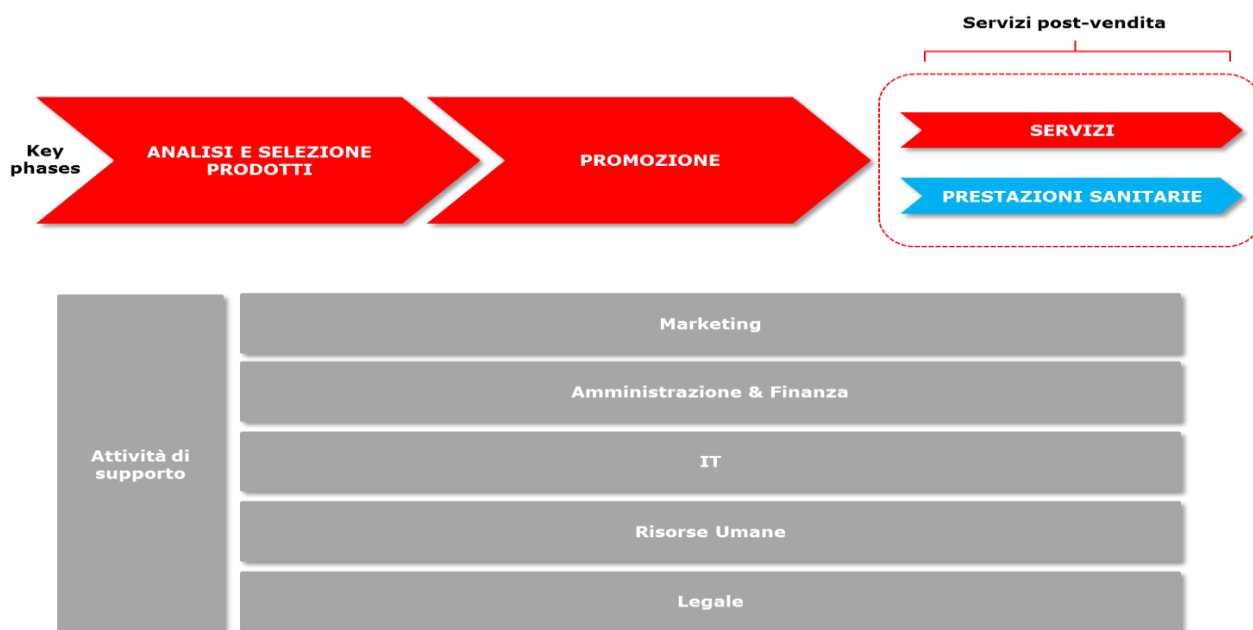 Servizi post-vendita
Key
phases
ANALISI E SELEZIONE
PRODOTTI
PROMOZIONE
SERVIZI
PRESTAZIONI SANITARIE
Attività di
supporto
Marketing
Amministrazione & Finanza
IT
Risorse Umane
Legale